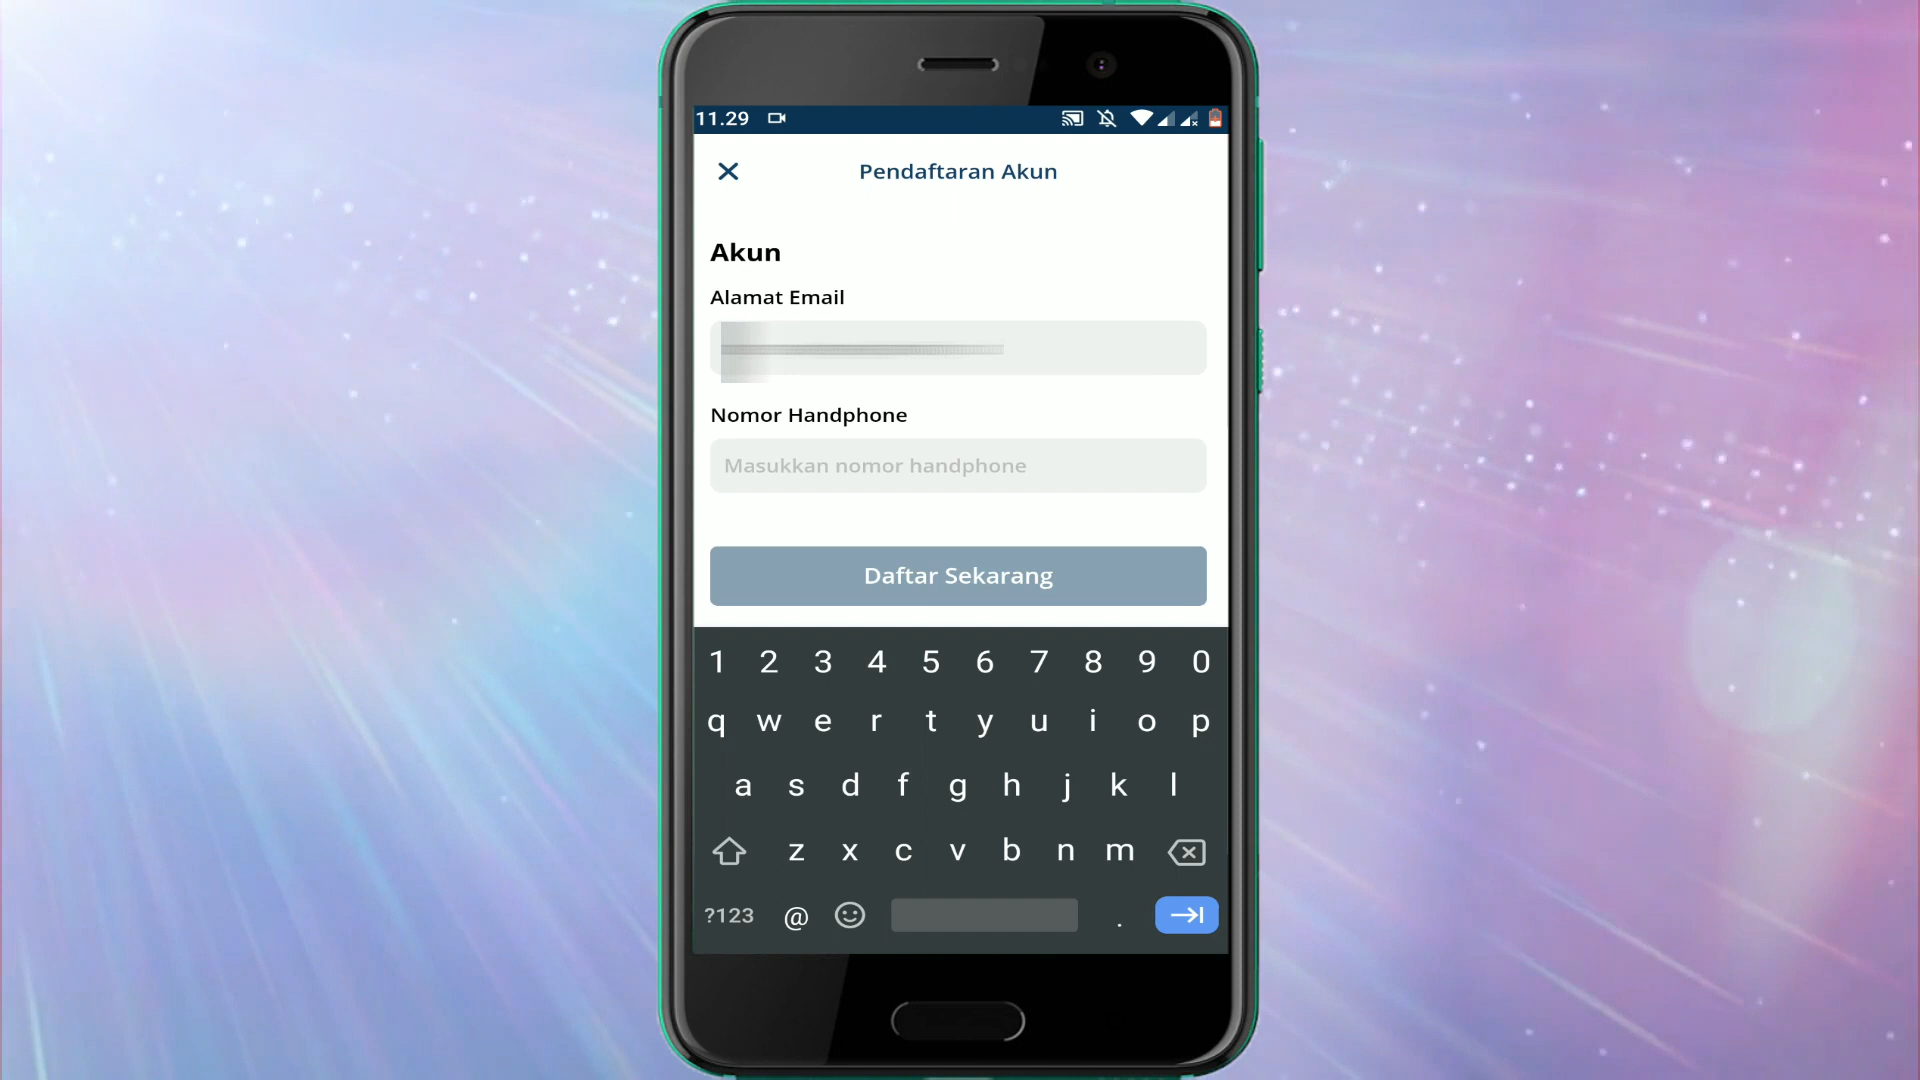 11.29
Pendaftaran Akun
Akun
Alamat Email
Nomor Handphone
Masukkan nomor handphone
Daftar Sekarang
1 2 3 4 5 6 7 8 9 0
q w e r t y u i o p
a s d f g h j k l
z x c v b n m
?123 @ .